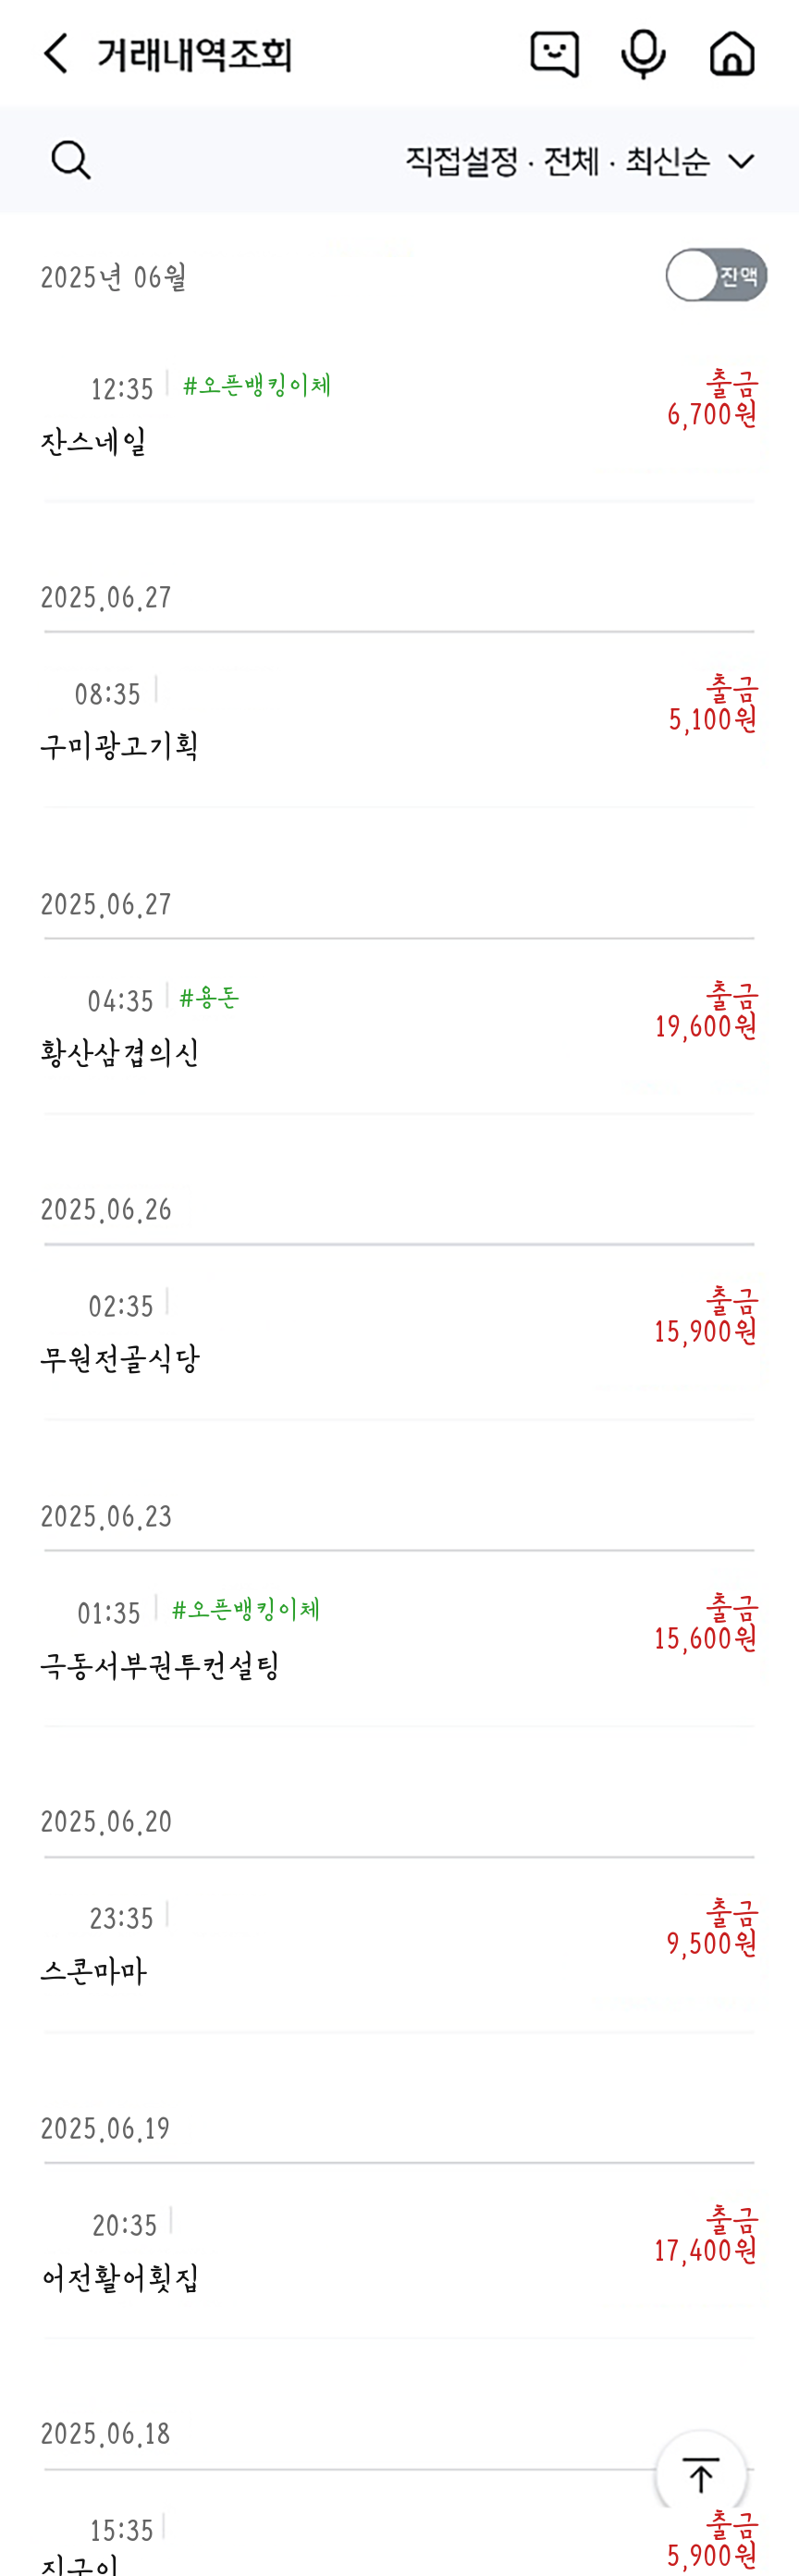 거래내역조회
직접설정 · 전체 · 최신순
2025년 06월
잔액
12:35 #오픈뱅킹이체
출금
6,700원
잔스네일
2025.06.27
08:35
출금
5,100원
구미광고기획
2025.06.27
04:35 #용돈
출금
19,600원
황산삼겹의신
2025.06.26
02:35
출금
15,900원
무원전골식당
2025.06.23
01:35 #오픈뱅킹이체
출금
15,600원
극동서부권투컨설팅
2025.06.20
23:35
출금
9,500원
스콘마마
2025.06.19
20:35
출금
17,400원
어전활어횟집
2025.06.18
15:35
출금
5,900원